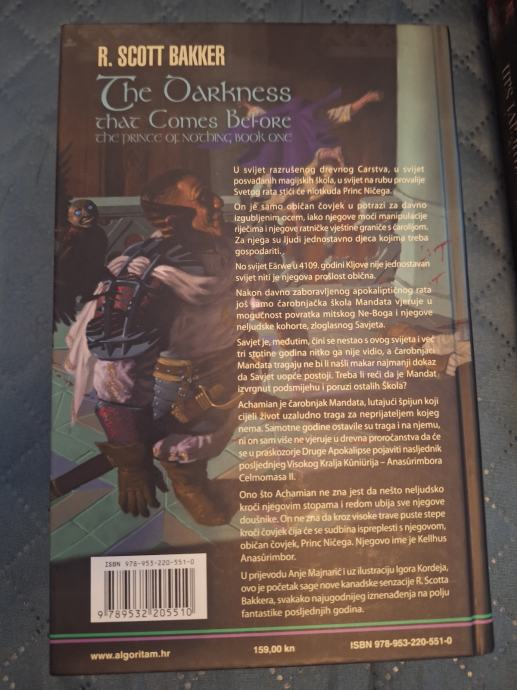 R. SCOTT BAKKER
The Darkness
that Comes Before
the prince of nothing book one
U svijet razrušenog drevnog Carstva, u svijet
posvađanih magijskih škola, u svijet na rubu provalije
Svetog rata stići će niotkuda Princ Ničega.
On je samo običan čovjek u potrazi za davno
izgubljenim ocem, iako njegove moći manipulacije
riječima i njegove ratničke vještine graniče s čarolijom.
Za njega su ljudi jednostavno djeca kojima treba
gospodariti.
No svijet Eärwe u 4109. godini Kljove nije jednostavan
svijet niti je njegova prošlost obična.
Nakon davno zaboravljenog apokaliptičnog rata
još samo čarobnjačka škola Mandata vjeruje u
mogućnost povratka mitskog Ne-Boga i njegove
neljudske kohorte, zloglasnog Savjeta.
Savjet je, međutim, čini se nestao s ovog svijeta i već
tri stotine godina nitko ga nije vidio, a čarobnjaci
Mandata tragaju ne bi li našli makar najmanji dokaz
da Savjet uopće postoji. Treba li reći da je Mandat
izvrgnut podsmijehu i poruzi ostalih Škola?
Achamian je čarobnjak Mandata, lutajući špijun koji
cijeli život uzaludno traga za neprijateljem kojeg
nema. Samotne godine ostavile su traga i na njemu,
ni on sam više ne vjeruje u drevna proročanstva da će
se u praskozorje Druge Apokalipse pojaviti nasljednik
posljednjeg Visokog Kralja Kûniürija – Anasûrimbora
Celmomasa II.
Ono što Achamian ne zna jest da nešto neljudsko
kroči njegovim stopama i redom ubija sve njegove
doušnike. On ne zna da kroz visoke trave puste stepe
kroči čovjek čija će se sudbina isplesti s njegovom,
običan čovjek, Princ Ničega. Njegovo ime je Kellhus
Anasûrimbor.
U prijevodu Anje Majnarić i uz ilustraciju Igora Kordeja,
ovo je početak sage nove kanadske senzacije R. Scotta
Bakkera, svakako najugodnijeg iznenađenja na polju
fantastike posljednjih godina.
ISBN 978-953-220-551-0
9 789532 205510
www.algoritam.hr
159,00 kn
ISBN 978-953-220-551-0